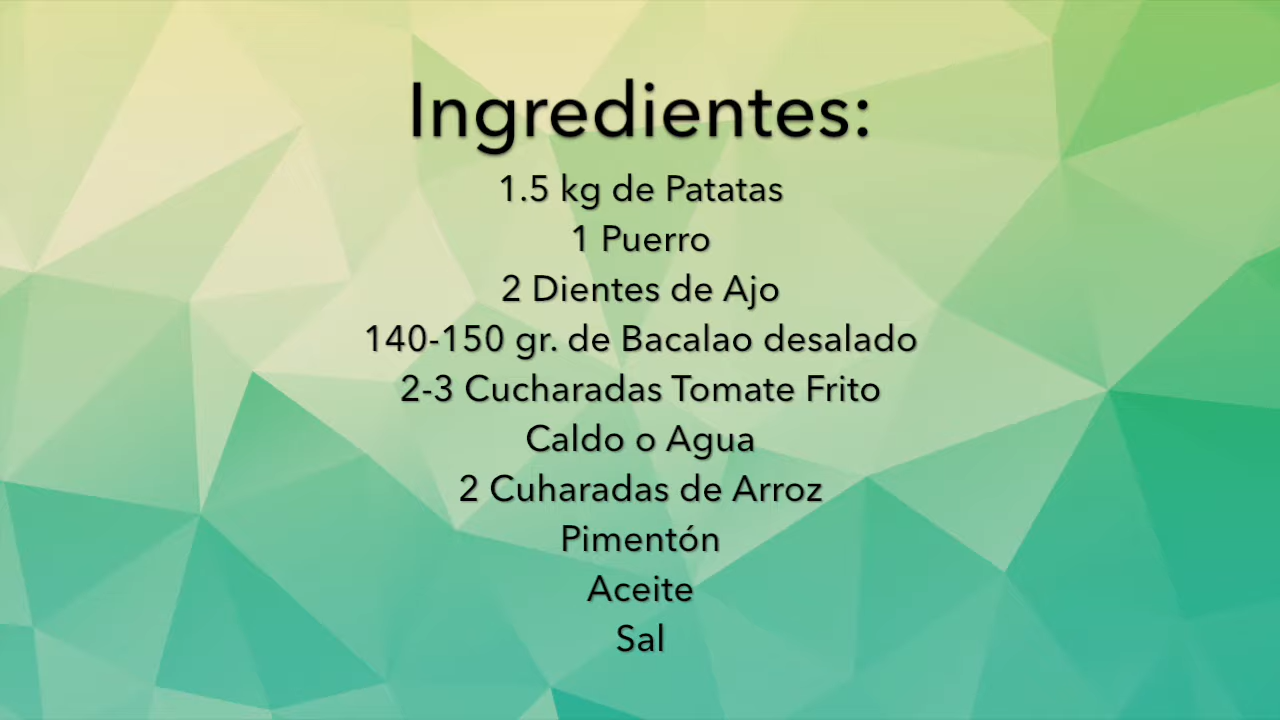 Ingredientes:
1.5 kg de Patatas
1 Puerro
2 Dientes de Ajo
140-150 gr. de Bacalao desalado
2-3 Cucharadas Tomate Frito
Caldo o Agua
2 Cuharadas de Arroz
Pimentón
Aceite
Sal